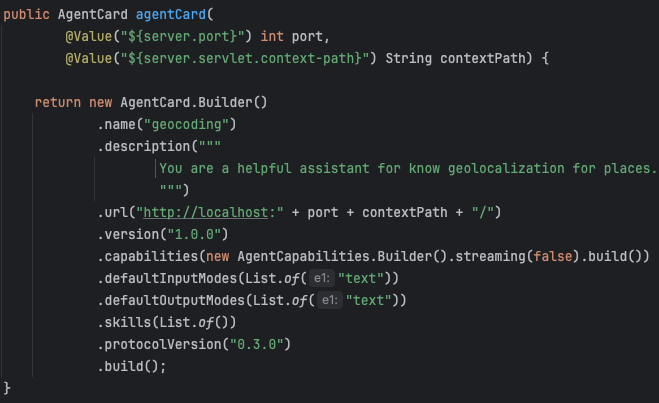 public AgentCard agentCard(
@Value("${server.port}") int port,
@Value("${server.servlet.context-path}") String contextPath) {
return new AgentCard.Builder()
.name("geocoding")
.description("""
You are a helpful assistant for know geolocalization for places.
""")
.url("http://localhost:" + port + contextPath + "/")
.version("1.0.0")
.capabilities(new AgentCapabilities.Builder().streaming(false).build())
.defaultInputModes(List.of( e1: "text"))
.defaultOutputModes(List.of( e1: "text"))
.skills(List.of())
.protocolVersion("0.3.0")
.build();
}